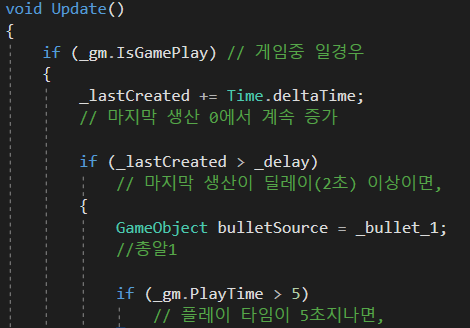 void Update()
{
if (_gm.IsGamePlay) // 게임중 일경우
{
_lastCreated += Time.deltaTime;
// 마지막 생산 0에서 계속 증가
if (_lastCreated > _delay)
// 마지막 생산이 딜레이(2초) 이상이면,
{
GameObject bulletSource = _bullet_1;
//총알1
if (_gm.PlayTime > 5)
// 플레이 타임이 5초지나면,